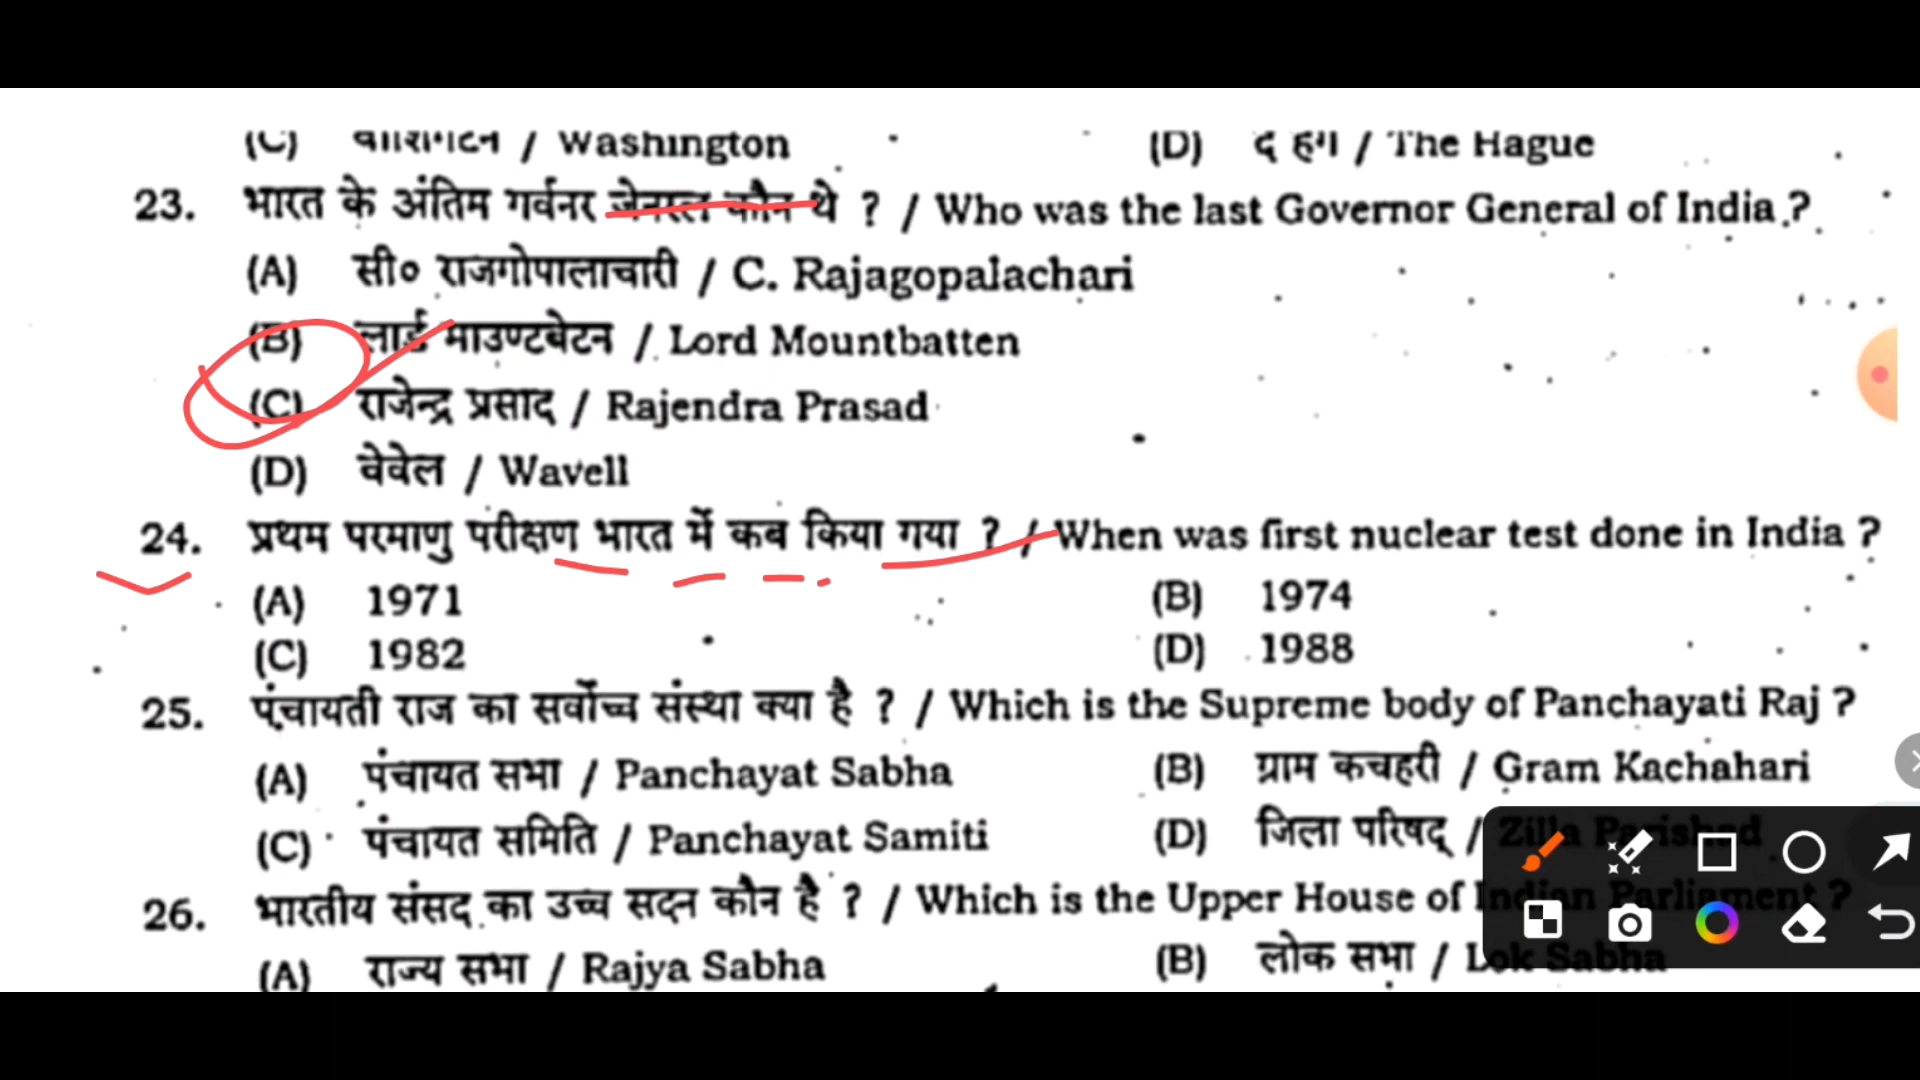 (C) वाशिंगटन / Washington (D) द हेग / The Hague
23. भारत के अंतिम गर्वनर जेनरल कौन थे ? / Who was the last Governor General of India ?
(A) सी० राजगोपालाचारी / C. Rajagopalachari
(B) लार्ड माउण्टबेटन / Lord Mountbatten
(C) राजेन्द्र प्रसाद / Rajendra Prasad
(D) वेवेल / Wavell
24. प्रथम परमाणु परीक्षण भारत में कब किया गया ? / When was first nuclear test done in India ?
(A) 1971 (B) 1974
(C) 1982 (D) 1988
25. पंचायती राज का सर्वोच्च संस्था क्या है ? / Which is the Supreme body of Panchayati Raj ?
(A) पंचायत सभा / Panchayat Sabha (B) ग्राम कचहरी / Gram Kachahari
(C) पंचायत समिति / Panchayat Samiti (D) जिला परिषद् / Zilla Parishad
26. भारतीय संसद का उच्च सदन कौन है ? / Which is the Upper House of Indian Parliament ?
(A) राज्य सभा / Rajya Sabha (B) लोक सभा / Lok Sabha